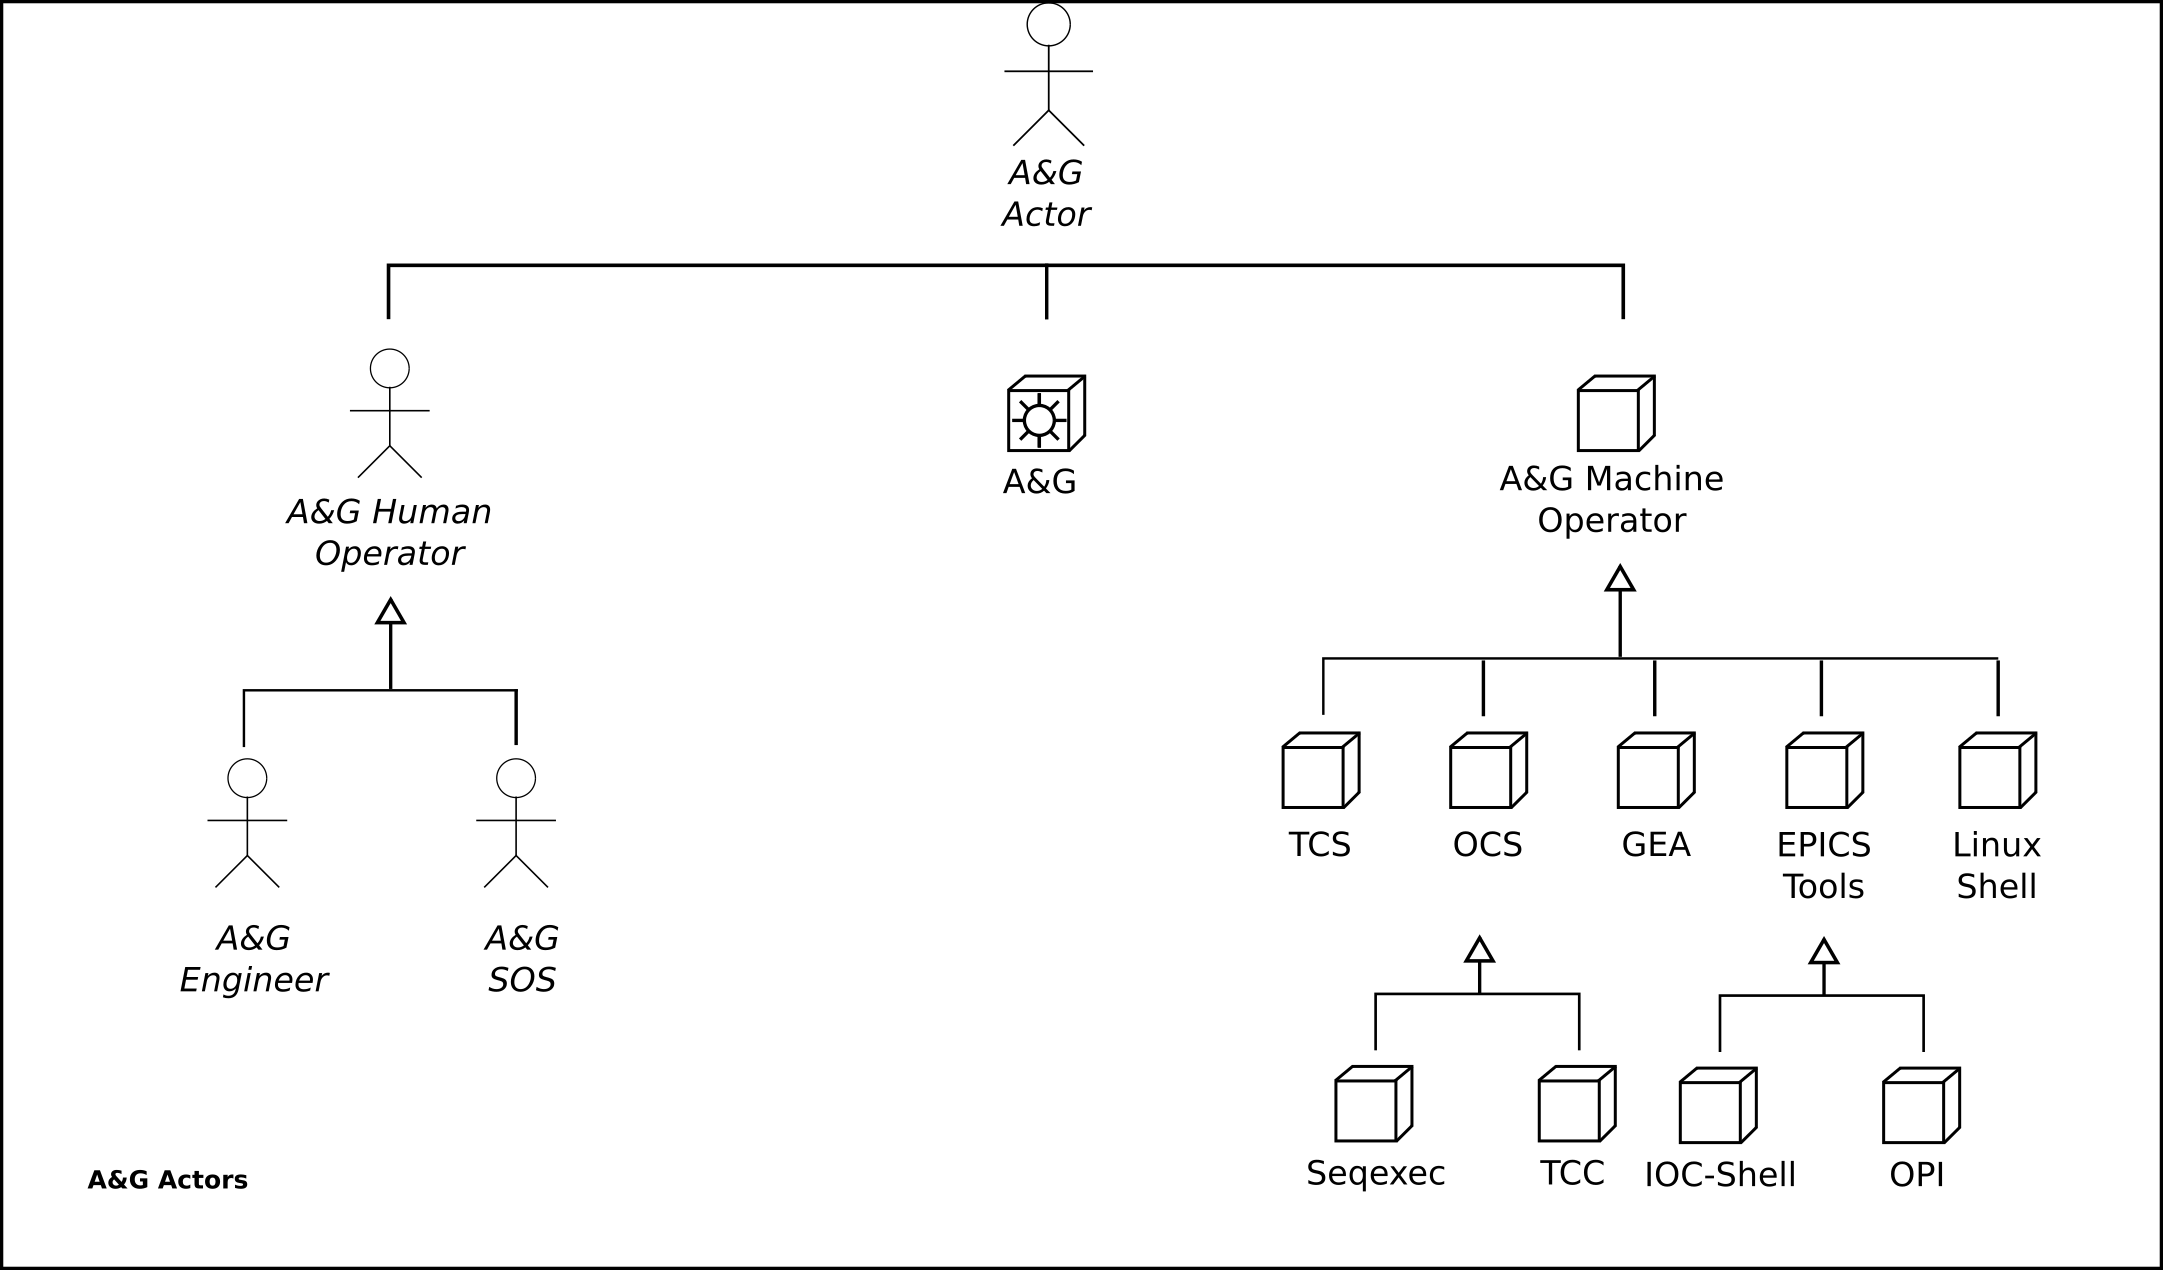 A&G
Actor
A&G Human
Operator
A&G
A&G Machine
Operator
TCS
OCS
GEA
EPICS
Tools
Linux
Shell
A&G
Engineer
A&G
SOS
Seqexec
TCC
IOC-Shell
OPI
A&G Actors